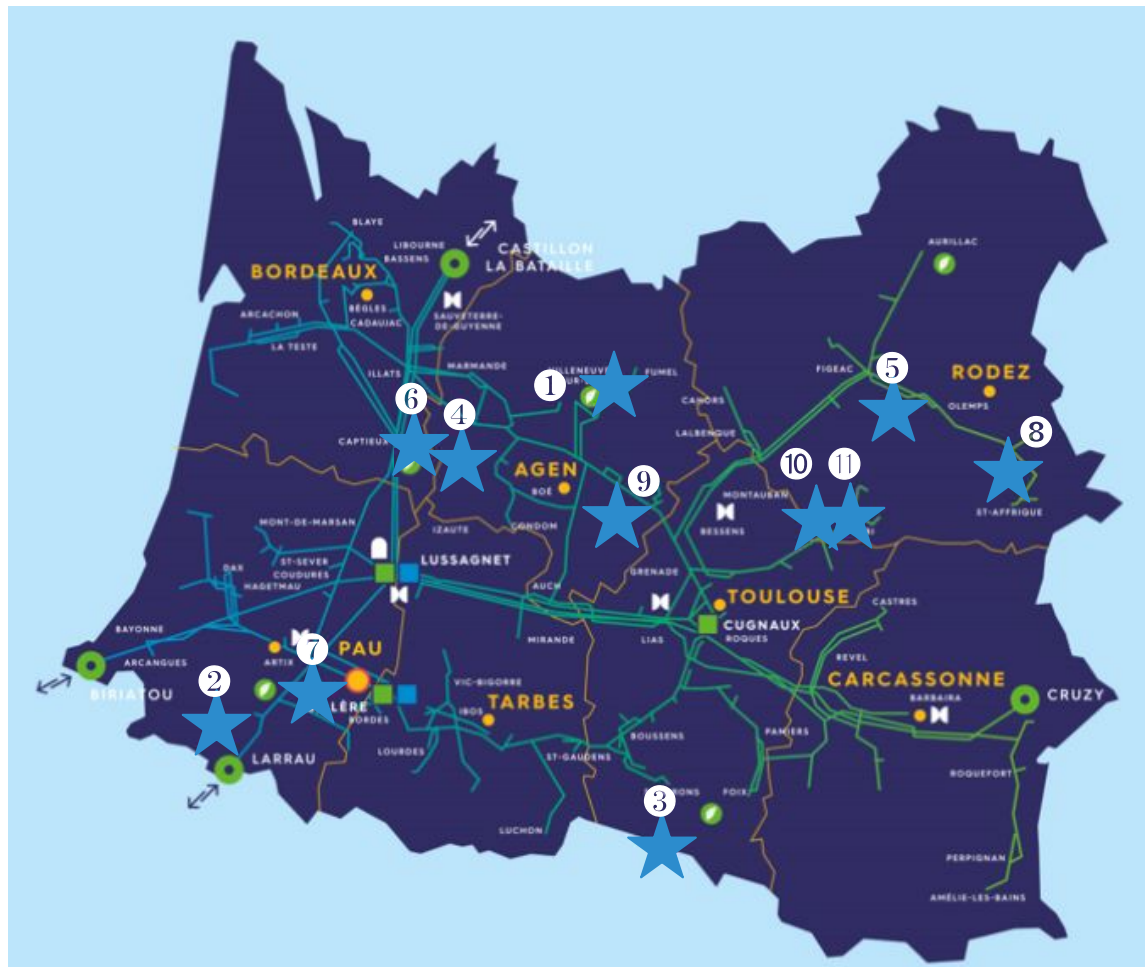 BLAYE
LIBOURNE
BASSENS
CASTILLON
LA BATAILLE
AURILLAC
BORDEAUX
BÈGLES
CADAUJAC
ARCACHON
SAUVETERRE-
DE-GUYENNE
LA TESTE
ILLATS
MARMANDE
VILLENEUVE
FUMEL
1
FIGEAC
5
RODEZ
OLEMPS
CAHORS
6
4
CAPTIEUX
LALBENQUE
8
AGEN
BOÉ
9
10
11
MONTAUBAN
BESSENS
ST-AFFRIQUE
MONT-DE-MARSAN
IZAUTE
CONDOM
ST-SEVER
COUDURES
LUSSAGNET
DAX
HAGETMAU
AUCH
GRENADE
TOULOUSE
CUGNAUX
ROQUES
CASTRES
BAYONNE
ARCANGUES
MIRANDE
LIAS
REVEL
ARTIX
7
PAU
BIRIATOU
2
LÈRE
BORDES
VIC-BIGORRE
IBOS
TARBES
CARCASSONNE
BARBAIRA
CRUZY
LARRAU
LOURDES
ST-GAUDENS
BOUSSENS
PAMIERS
ROQUEFORT
3
RONS
FOIX
LUCHON
PERPIGNAN
AMÉLIE-LES-BAINS